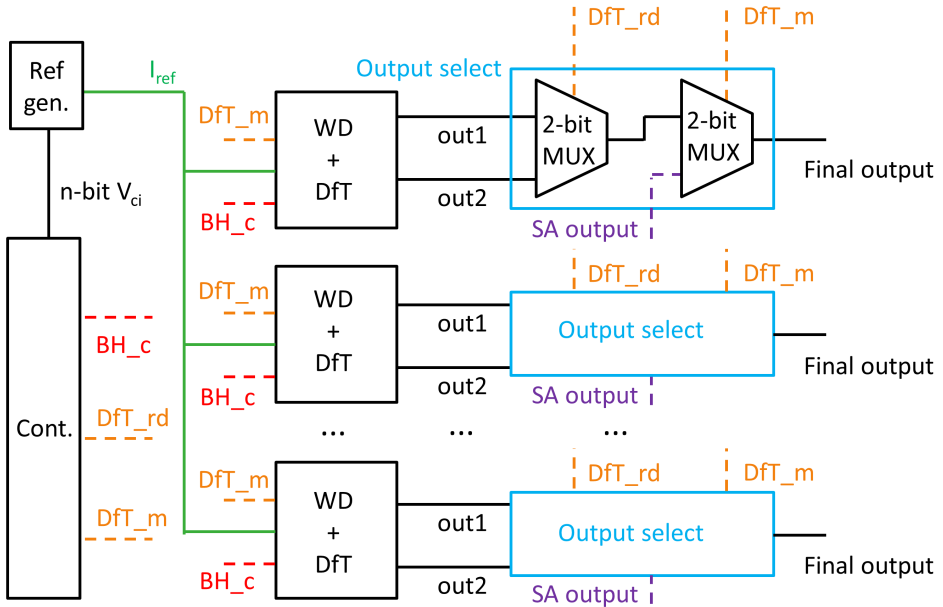 DfT_rd
DfT_m
Output select
Ref
gen.
I_ref
DfT_m
WD
+
DfT
out1
out2
2-bit
MUX
2-bit
MUX
Final output
n-bit V_ci
BH_c
SA output
DfT_rd
DfT_m
DfT_m
WD
+
DfT
out1
Output select
BH_c
BH_c
out2
SA output
Final output
Cont.
DfT_rd
...
...
...
DfT_rd
DfT_m
DfT_m
DfT_m
WD
+
DfT
out1
Output select
BH_c
out2
SA output
Final output